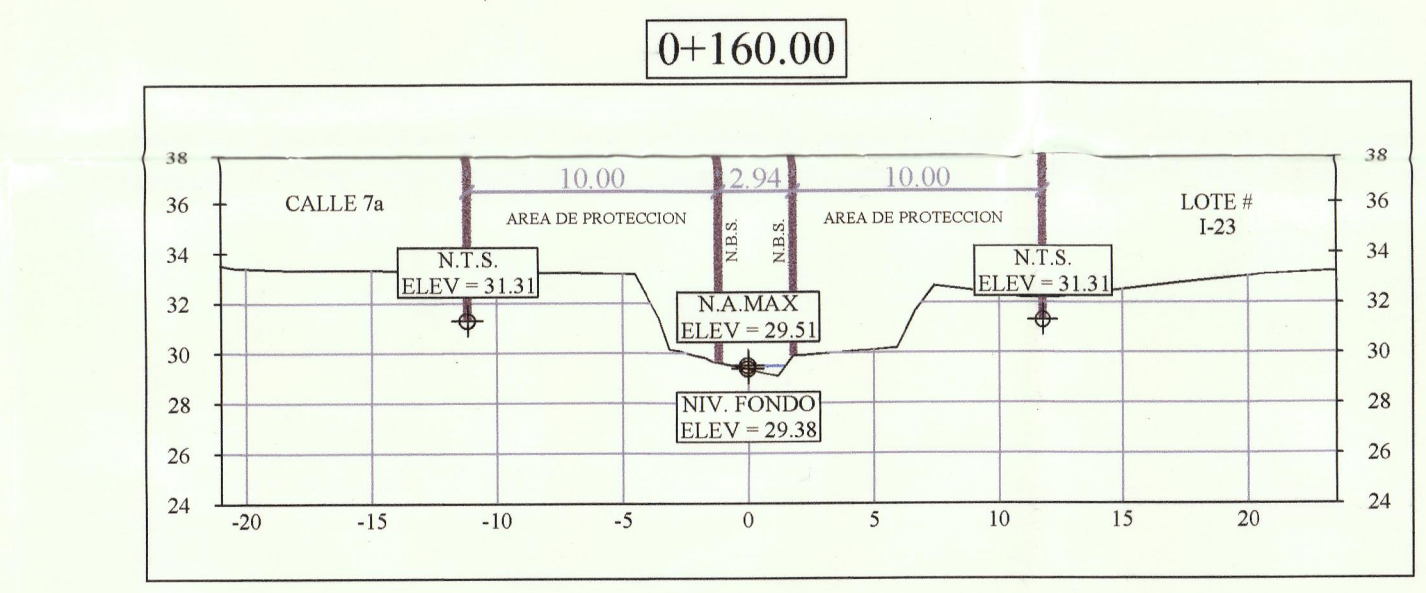 0+160.00
38
38
10.00
2.94
10.00
36
CALLE 7a
AREA DE PROTECCION
N.B.S.
N.B.S.
AREA DE PROTECCION
LOTE #
I-23
36
34
N.T.S.
ELEV = 31.31
N.T.S.
ELEV = 31.31
34
32
N.A.MAX
ELEV = 29.51
32
30
30
28
NIV. FONDO
ELEV = 29.38
28
26
26
24
24
-20
-15
-10
-5
0
5
10
15
20